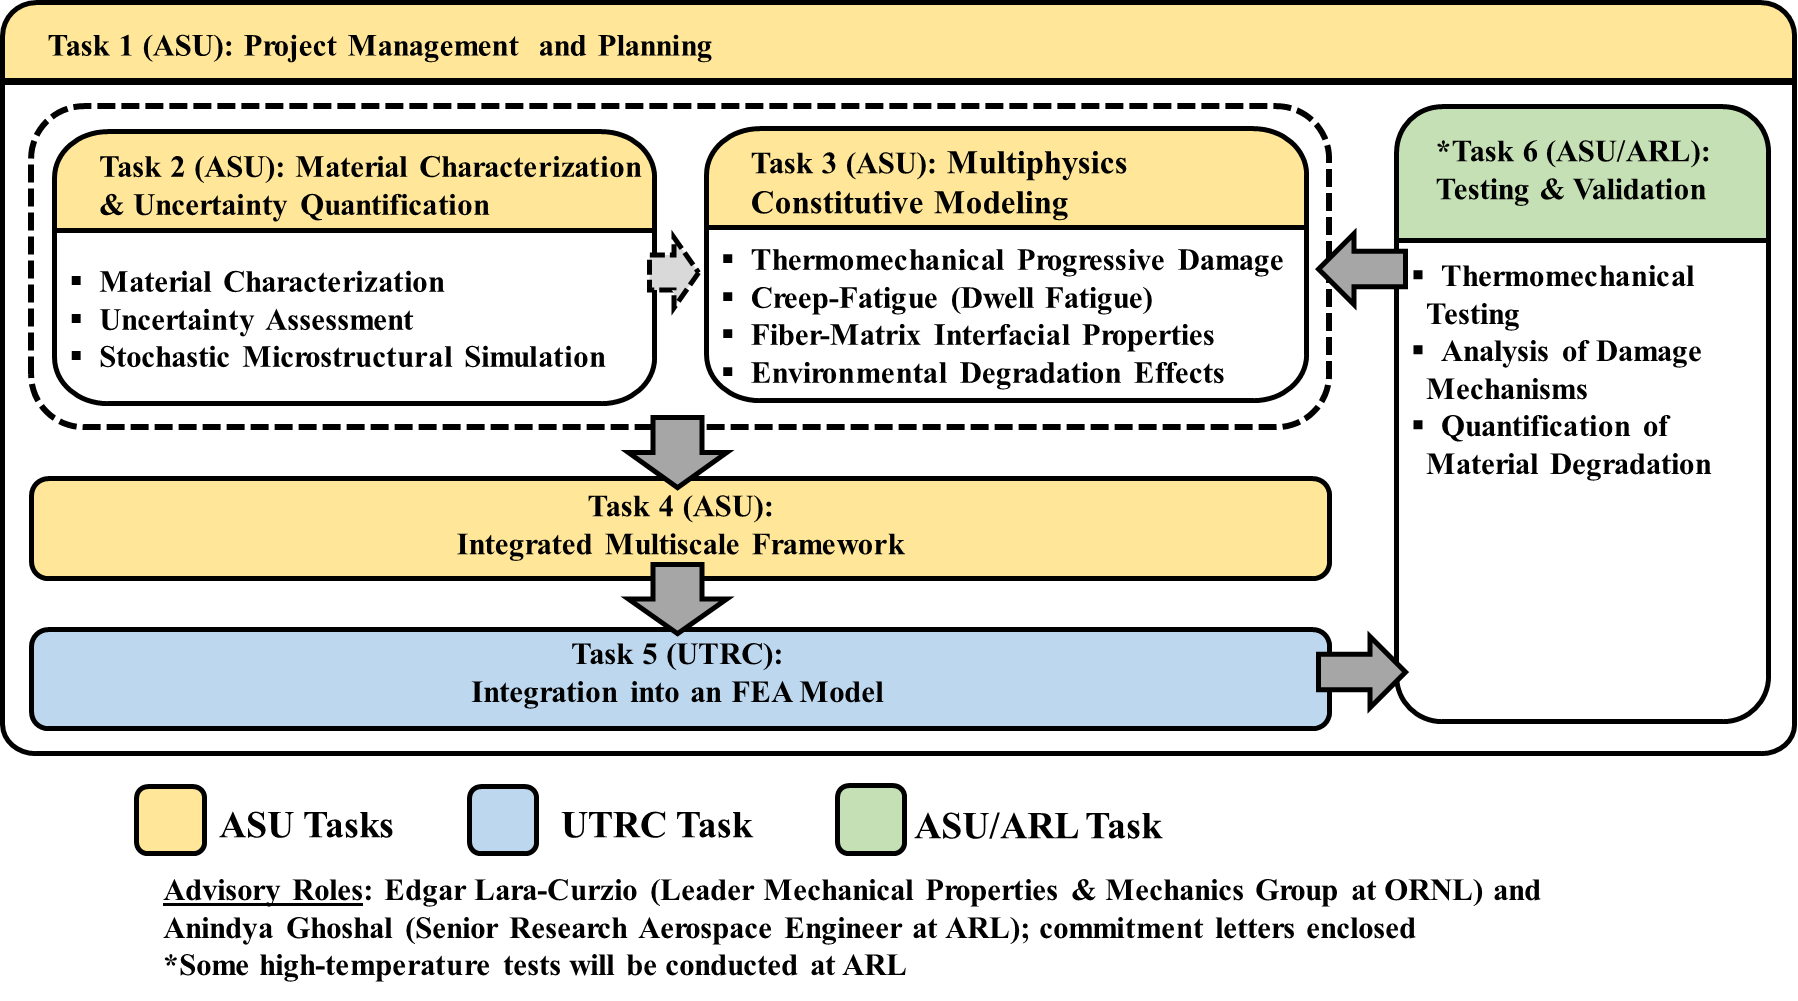 Task 1 (ASU): Project Management and Planning
Task 2 (ASU): Material Characterization
& Uncertainty Quantification
▪ Material Characterization
▪ Uncertainty Assessment
▪ Stochastic Microstructural Simulation
Task 3 (ASU): Multiphysics
Constitutive Modeling
▪ Thermomechanical Progressive Damage
▪ Creep-Fatigue (Dwell Fatigue)
▪ Fiber-Matrix Interfacial Properties
▪ Environmental Degradation Effects
*Task 6 (ASU/ARL):
Testing & Validation
▪ Thermomechanical
Testing
▪ Analysis of Damage
Mechanisms
▪ Quantification of
Material Degradation
Task 4 (ASU):
Integrated Multiscale Framework
Task 5 (UTRC):
Integration into an FEA Model
ASU Tasks
UTRC Task
ASU/ARL Task
Advisory Roles: Edgar Lara-Curzio (Leader Mechanical Properties & Mechanics Group at ORNL) and
Anindya Ghoshal (Senior Research Aerospace Engineer at ARL); commitment letters enclosed
*Some high-temperature tests will be conducted at ARL